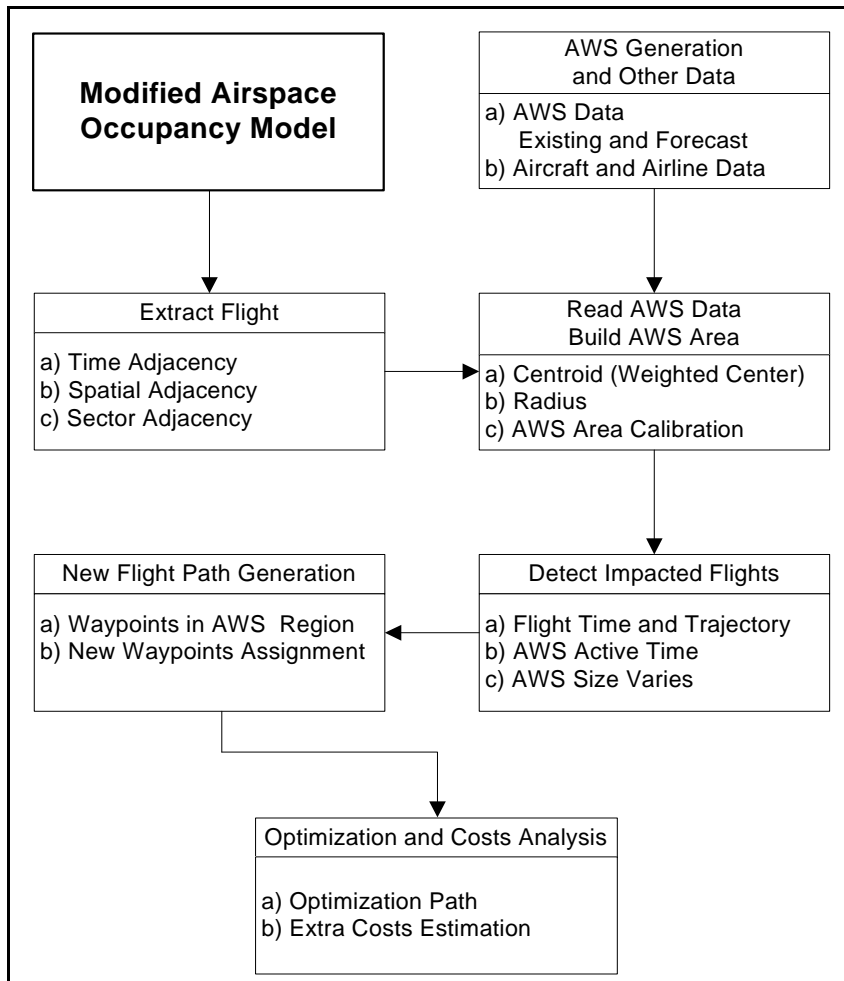 Modified Airspace
Occupancy Model
AWS Generation
and Other Data
a) AWS Data
Existing and Forecast
b) Aircraft and Airline Data
Extract Flight
a) Time Adjacency
b) Spatial Adjacency
c) Sector Adjacency
Read AWS Data
Build AWS Area
a) Centroid (Weighted Center)
b) Radius
c) AWS Area Calibration
New Flight Path Generation
a) Waypoints in AWS Region
b) New Waypoints Assignment
Detect Impacted Flights
a) Flight Time and Trajectory
b) AWS Active Time
c) AWS Size Varies
Optimization and Costs Analysis
a) Optimization Path
b) Extra Costs Estimation